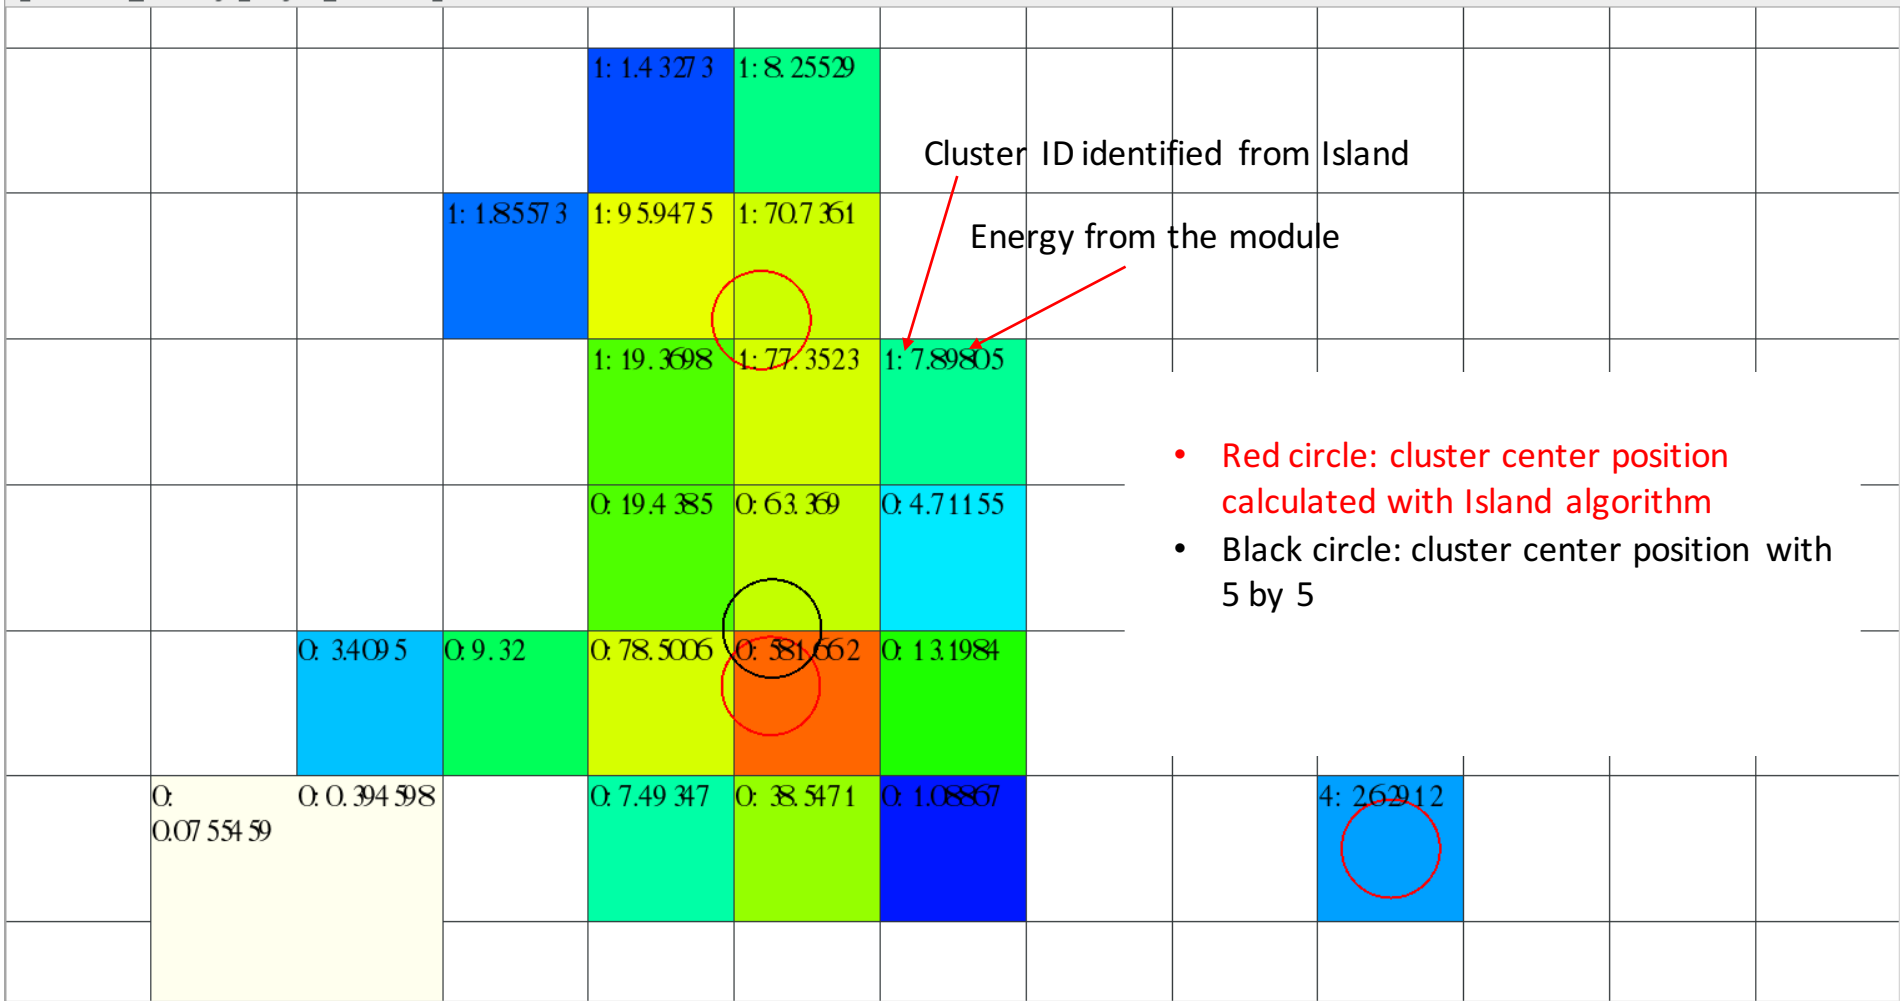 1: 1.43273 1: 8.25529
Cluster ID identified from Island
1: 1.85573 1: 95.9475 1: 70.7361
Energy from the module
1: 19.3698 1: 77.3523 1: 7.89805
• Red circle: cluster center position
calculated with Island algorithm
0: 19.4385 0: 63.369 0: 4.71155
• Black circle: cluster center position with
5 by 5
0: 3.4095 0: 9.32 0: 78.5006 0: 581.662 0: 13.1984
0: 0: 0.394598 0: 7.49347 0: 38.5471 0: 1.08867 4: 2.62912
0.0755459